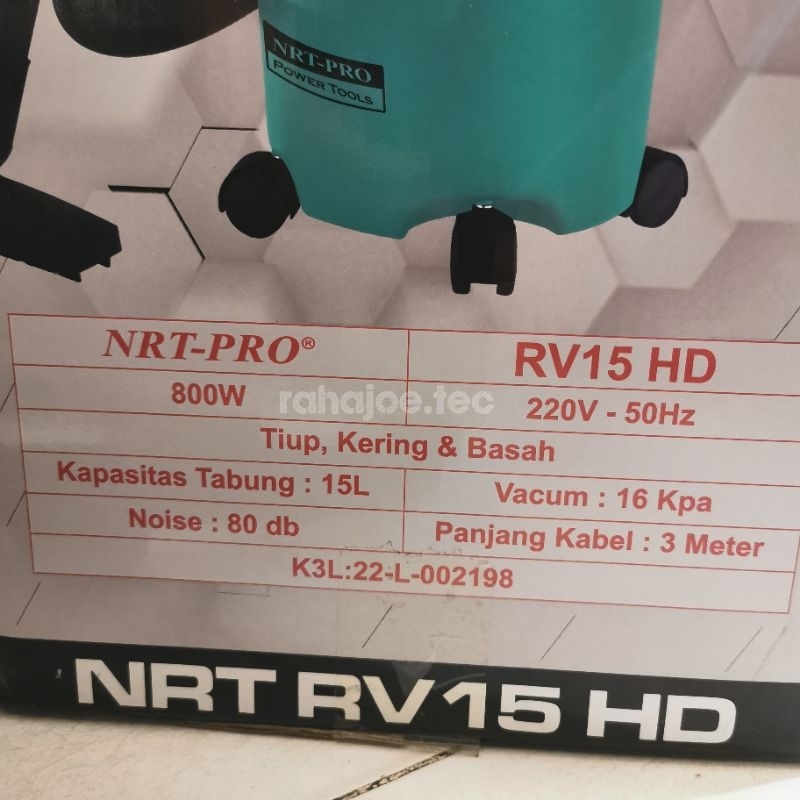 NRT-PRO
POWER TOOLS
NRT-PRO®
RV15 HD
800W
rahajoe.tec
220V - 50Hz
Tiup, Kering & Basah
Kapasitas Tabung : 15L
Vacum : 16 Kpa
Noise : 80 db
Panjang Kabel : 3 Meter
K3L:22-L-002198
NRT RV15 HD